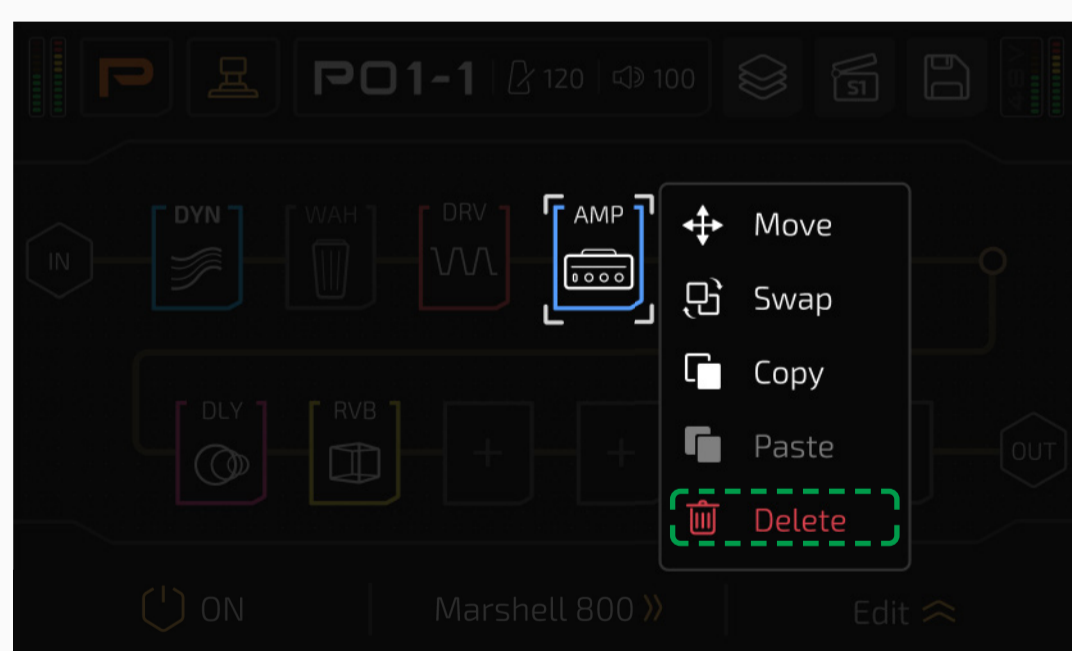 P01-1 120 100 S1
IN DYN WAH DRV AMP
Move
Swap
Copy
DLY RVB
Paste
OUT
Delete
ON Marshell 800 Edit